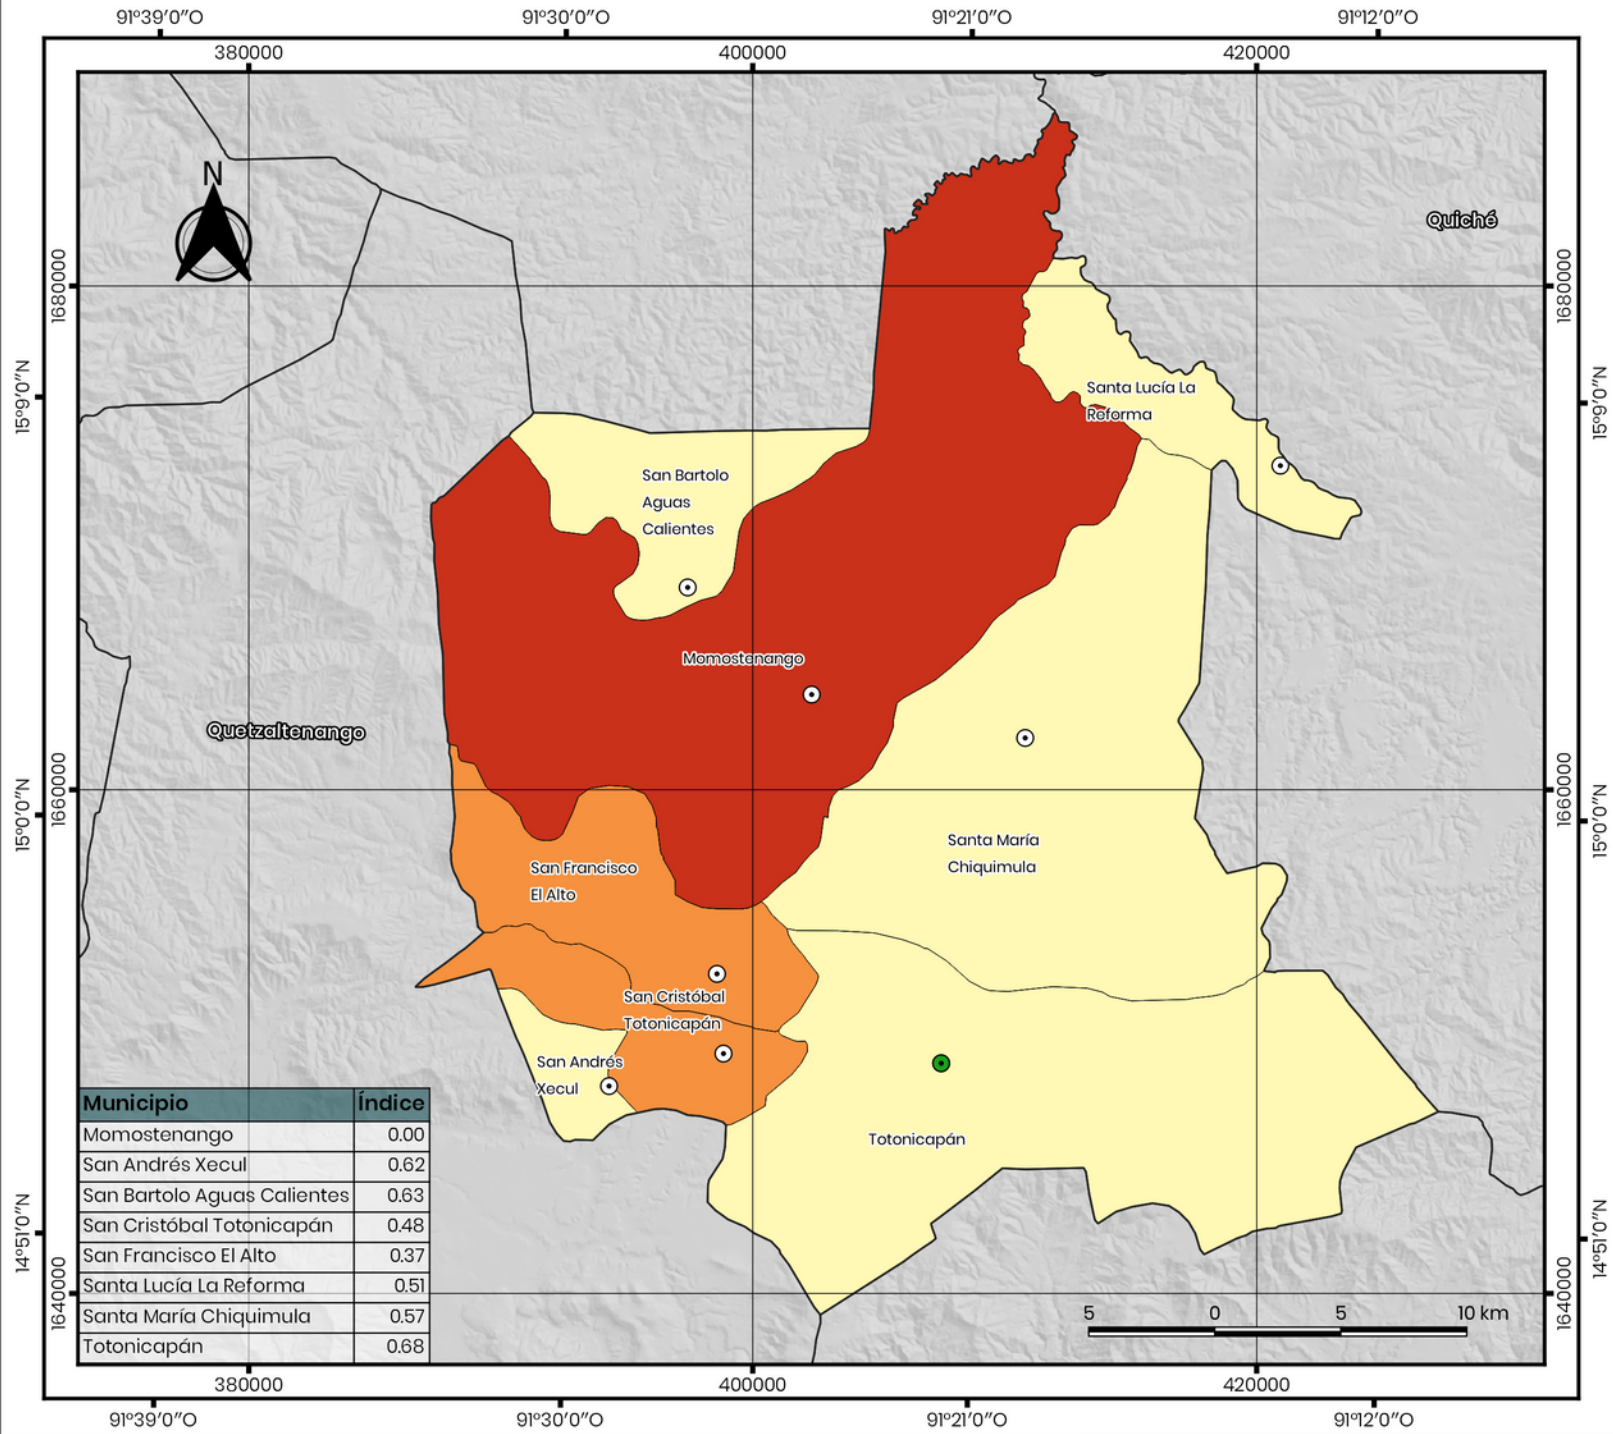 91°39'0"O 91°30'0"O 91°21'0"O 91°12'0"O
380000 400000 420000
N
Quiché
1680000 1680000
15°9'0"N 15°9'0"N
Santa Lucía La
Reforma
San Bartolo
Aguas
Calientes
Momostenango
Quetzaltenango
1660000 1660000
15°0'0"N 15°0'0"N
Santa María
Chiquimula
San Francisco
El Alto
San Cristóbal
Totonicapán
San Andrés
Xecul
Totonicapán
Municipio Índice
Momostenango 0.00
San Andrés Xecul 0.62
San Bartolo Aguas Calientes 0.63
San Cristóbal Totonicapán 0.48
San Francisco El Alto 0.37
Santa Lucía La Reforma 0.51
Santa María Chiquimula 0.57
Totonicapán 0.68
14°51'0"N 14°51'0"N
1640000 1640000
5 0 5 10 km
380000 400000 420000
91°39'0"O 91°30'0"O 91°21'0"O 91°12'0"O